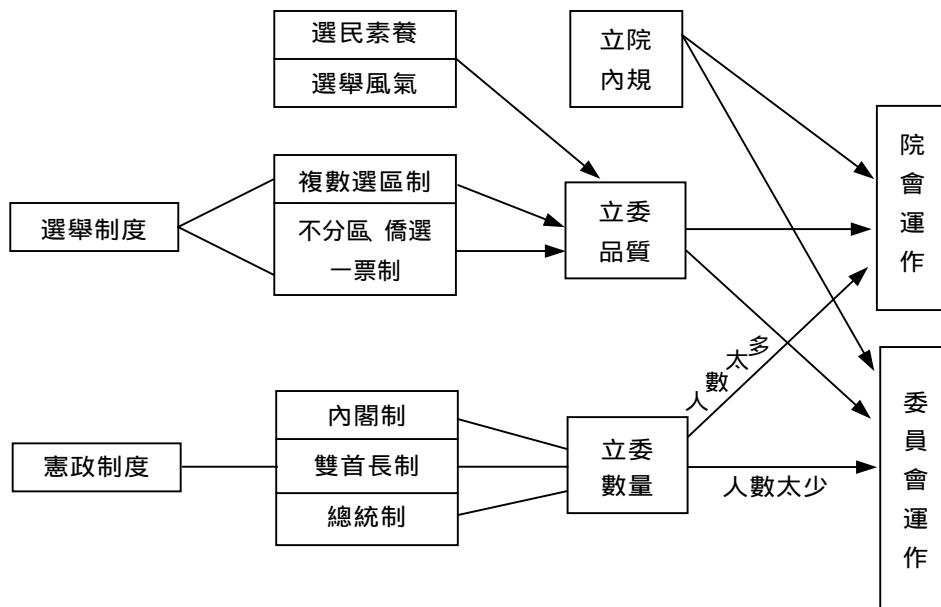 選民素養
選舉風氣
立院
內規
院會運作
選舉制度
複數選區制
不分區、僑選
一票制
立委
品質
人數太多
憲政制度
內閣制
雙首長制
總統制
立委
數量
人數太少
委員會運作